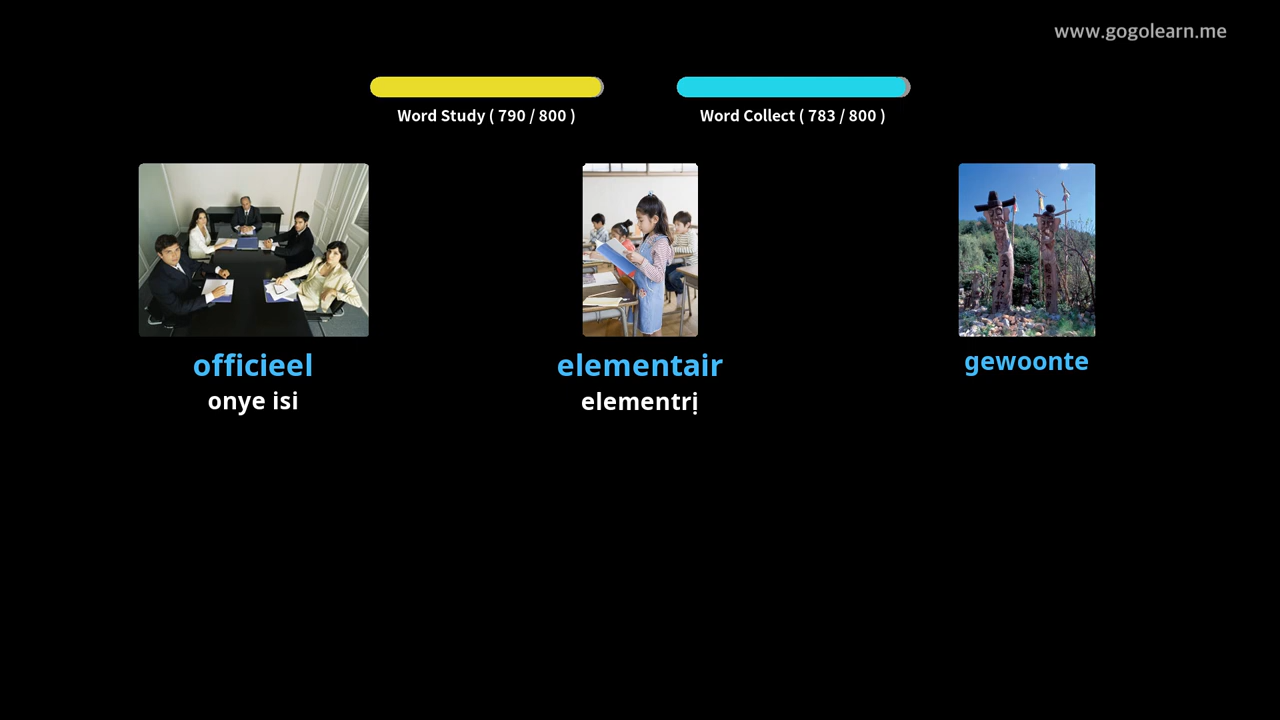 www.gogolearn.me
Word Study ( 790 / 800 )
Word Collect ( 783 / 800 )
officieel
onye isi
elementair
elementrị
gewoonte